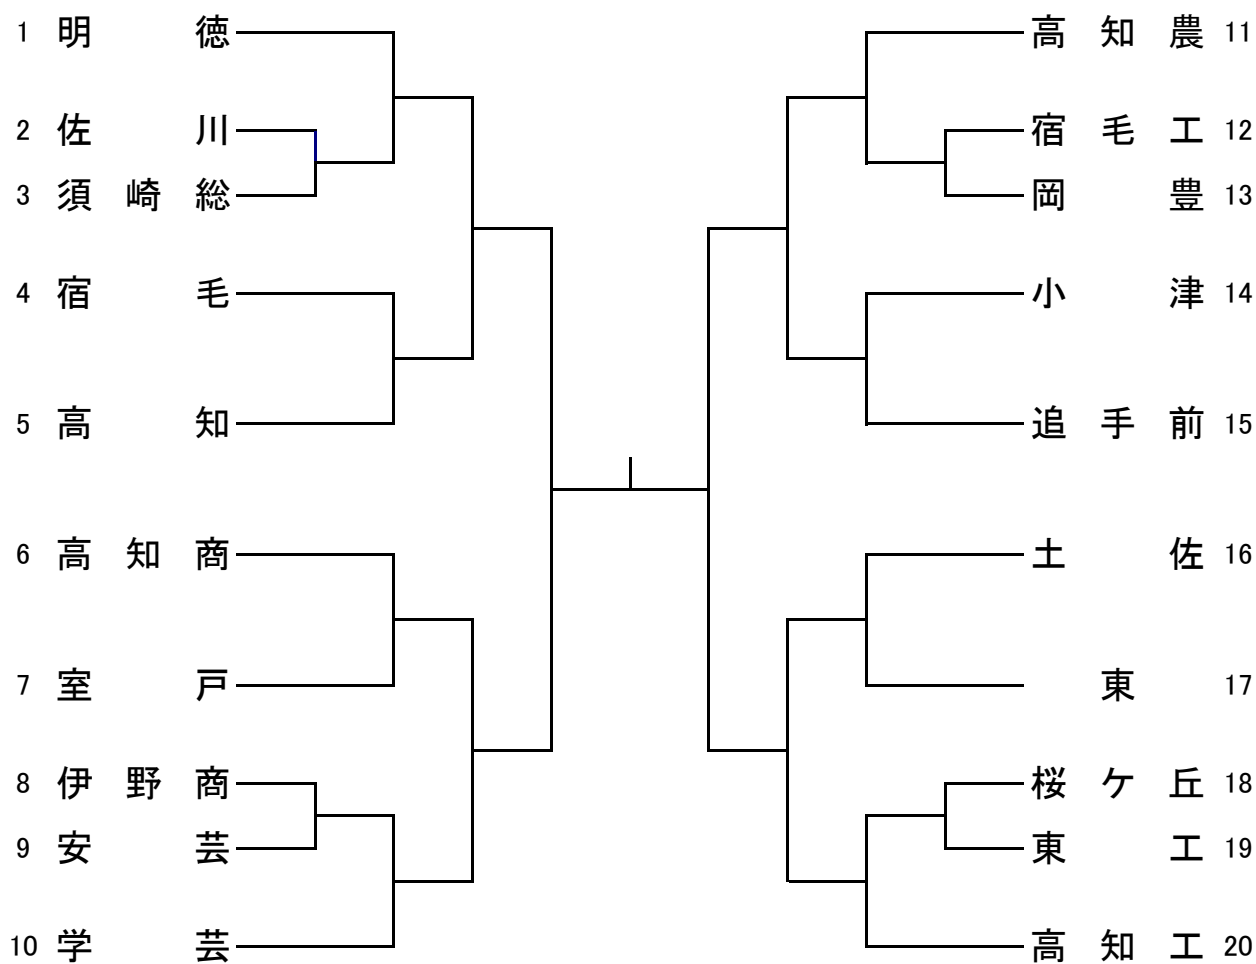 1 明 徳
2 佐 川
3 須 崎 総
4 宿 毛
5 高 知
6 高 知 商
7 室 戸
8 伊 野 商
9 安 芸
10 学 芸
高 知 農 11
宿 毛 工 12
岡 豊 13
小 津 14
追 手 前 15
土 佐 16
東 17
桜 ケ 丘 18
東 工 19
高 知 工 20